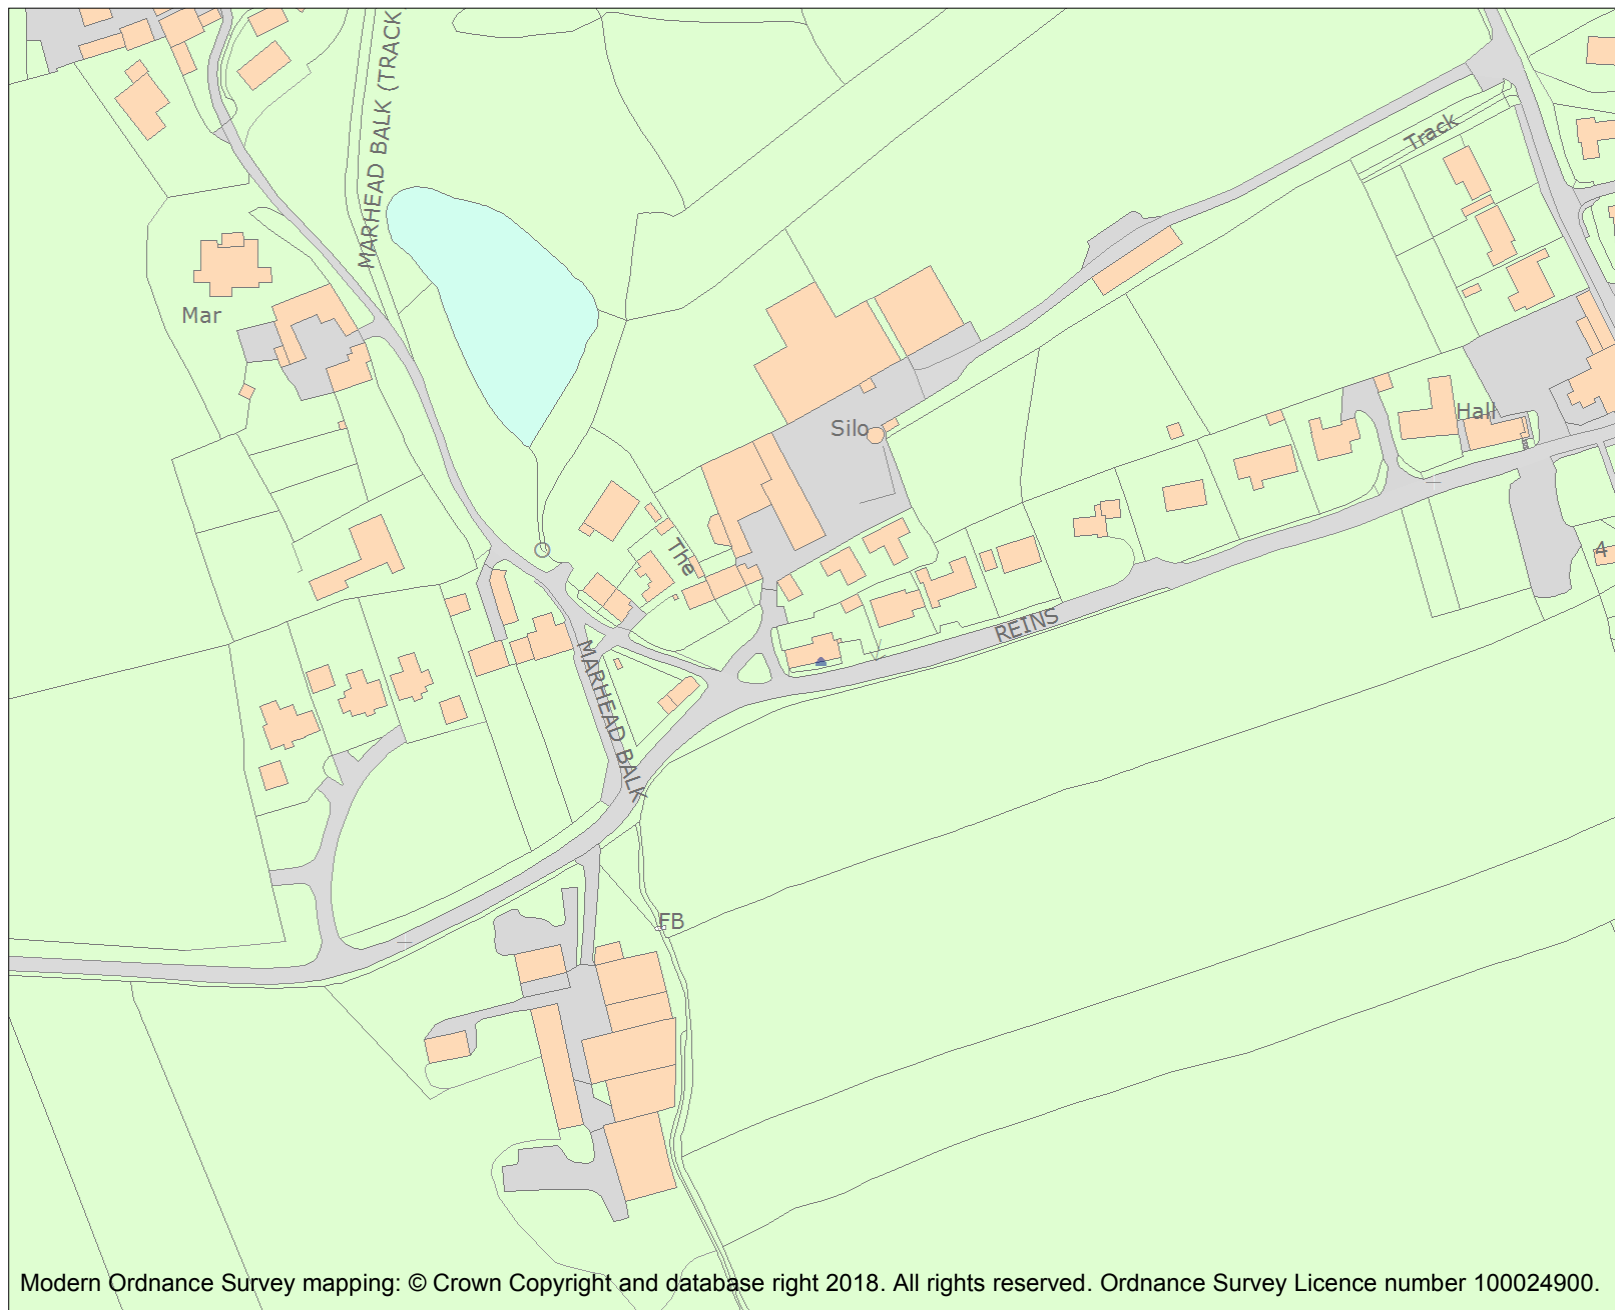 MARHEAD BALK (TRACK
Track
Mar
Hall
Silo
The
4
REINS
MARHEAD BALK
FB
Modern Ordnance Survey mapping: © Crown Copyright and database right 2018. All rights reserved. Ordnance Survey Licence number 100024900.